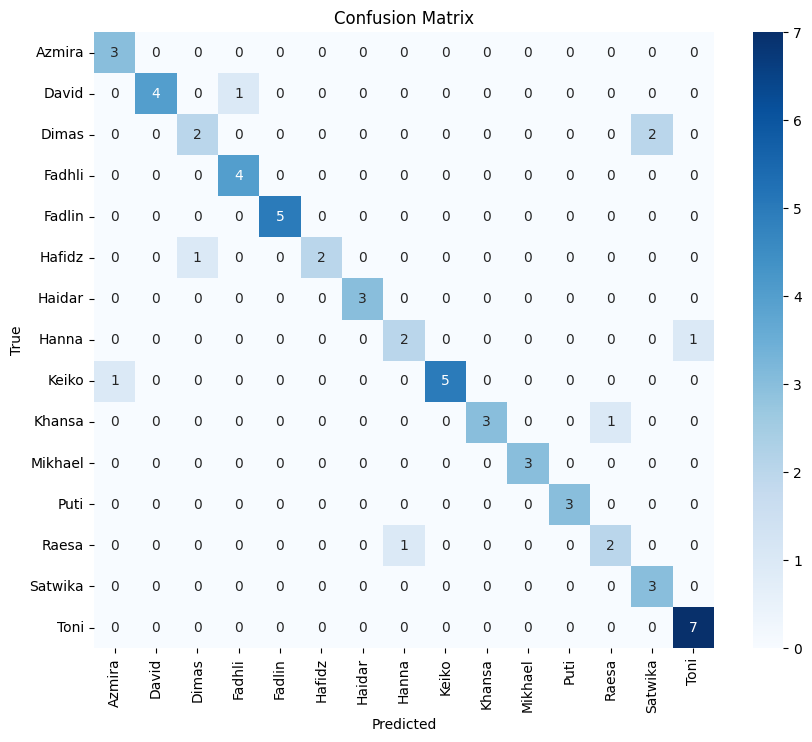 Confusion Matrix
Azmira 3 0 0 0 0 0 0 0 0 0 0 0 0 0 0
David 0 4 0 1 0 0 0 0 0 0 0 0 0 0 0
Dimas 0 0 2 0 0 0 0 0 0 0 0 0 0 2 0
Fadhli 0 0 0 4 0 0 0 0 0 0 0 0 0 0 0
Fadlin 0 0 0 0 5 0 0 0 0 0 0 0 0 0 0
Hafidz 0 0 1 0 0 2 0 0 0 0 0 0 0 0 0
Haidar 0 0 0 0 0 0 3 0 0 0 0 0 0 0 0
Hanna 0 0 0 0 0 0 0 2 0 0 0 0 0 0 1
Keiko 1 0 0 0 0 0 0 0 5 0 0 0 0 0 0
Khansa 0 0 0 0 0 0 0 0 0 3 0 0 1 0 0
Mikhael 0 0 0 0 0 0 0 0 0 0 3 0 0 0 0
Puti 0 0 0 0 0 0 0 0 0 0 0 3 0 0 0
Raesa 0 0 0 0 0 0 0 1 0 0 0 0 2 0 0
Satwika 0 0 0 0 0 0 0 0 0 0 0 0 0 3 0
Toni 0 0 0 0 0 0 0 0 0 0 0 0 0 0 7
True
Azmira David Dimas Fadhli Fadlin Hafidz Haidar Hanna Keiko Khansa Mikhael Puti Raesa Satwika Toni
Predicted
7
6
5
4
3
2
1
0